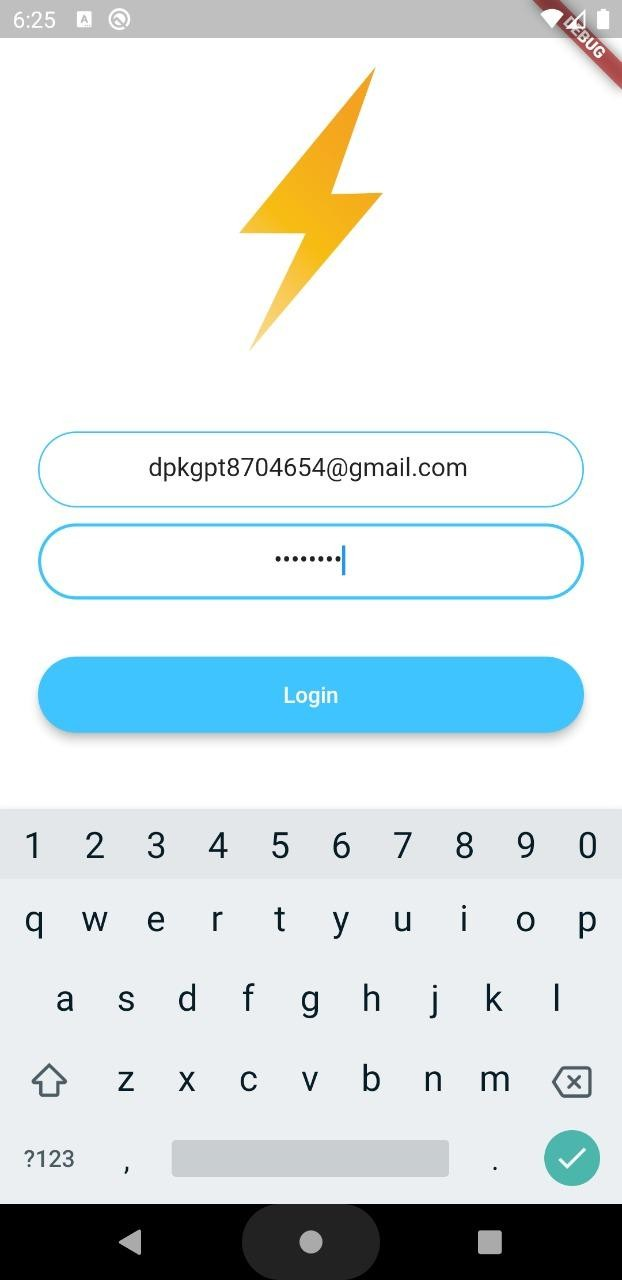 6:25
DEBUG
dpkgpt8704654@gmail.com
••••••••
Login
1 2 3 4 5 6 7 8 9 0
q w e r t y u i o p
a s d f g h j k l
z x c v b n m
?123 , .